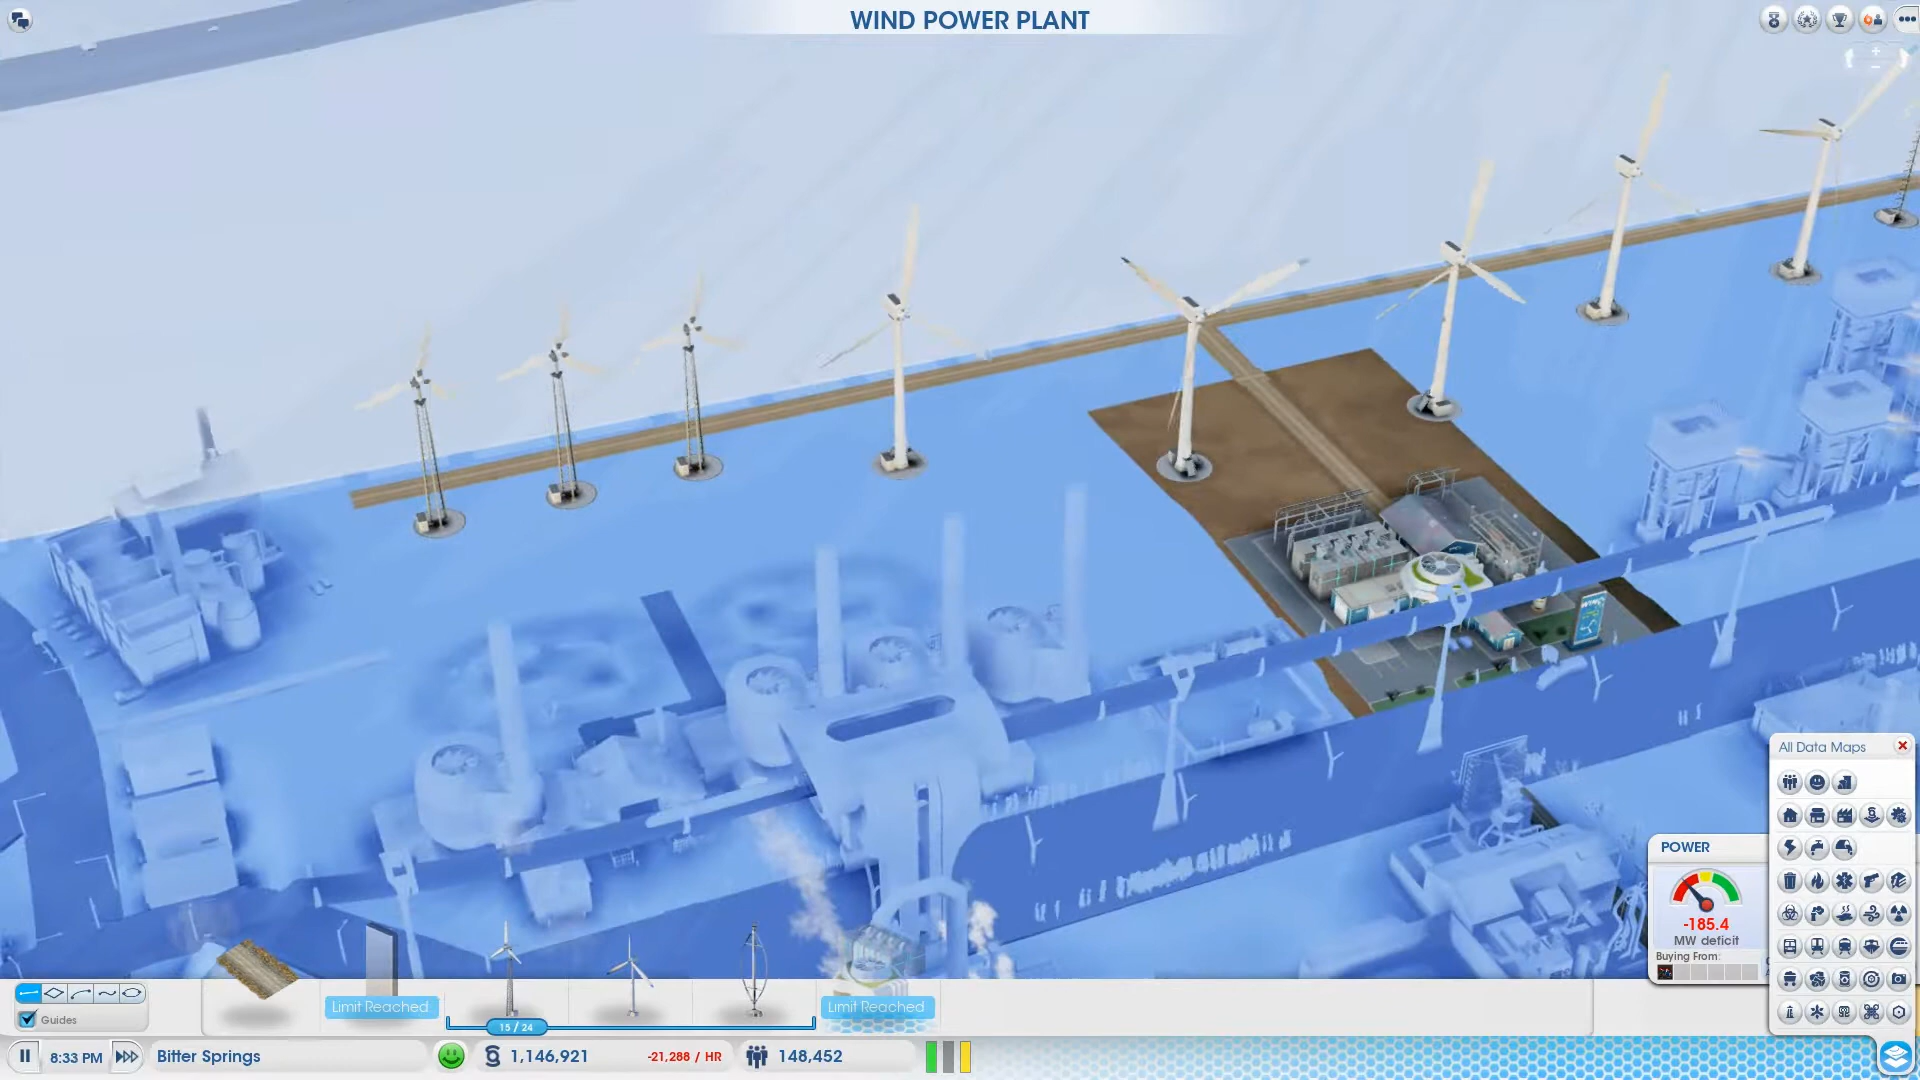 WIND POWER PLANT
All Data Maps
POWER
-185.4
MW deficit
Buying From:
Limit Reached
Limit Reached
Guides
15 / 24
8:33 PM
Bitter Springs
1,146,921
-21,288 / HR
148,452